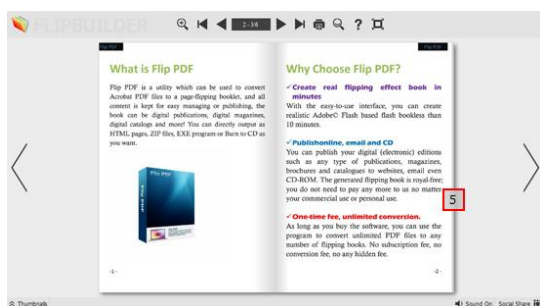 FLIPBUILDER
2-36
Flip PDF
Flip PDF
What is Flip PDF
Flip PDF is a utility which can be used to convert
Acrobat PDF files to a page-flipping booklet, and all
content is kept for easy managing or publishing, the
book can be digital publications, digital magazines,
digital catalogs and more! You can directly output as
HTML pages, ZIP files, EXE program or Burn to CD as
you want.
Flip PDF
-1-
Why Choose Flip PDF?
✓Create real flipping effect book in
minutes
With the easy-to-use interface, you can create
realistic Adobe© Flash based flash bookless than
10 minutes.
✓Publishonline, email and CD
You can publish your digital (electronic) editions
such as any type of publications, magazines,
brochures and catalogues to websites, email even
CD-ROM. The generated flipping book is royal-free;
you do not need to pay any more to us no matter
your commercial use or personal use.
✓One-time fee, unlimited conversion.
As long as you buy the software, you can use the
program to convert unlimited PDF files to any
number of flipping books. No subscription fee, no
conversion fee, no any hidden fee.
-2-
5
Thumbnails
Sound On
Social Share